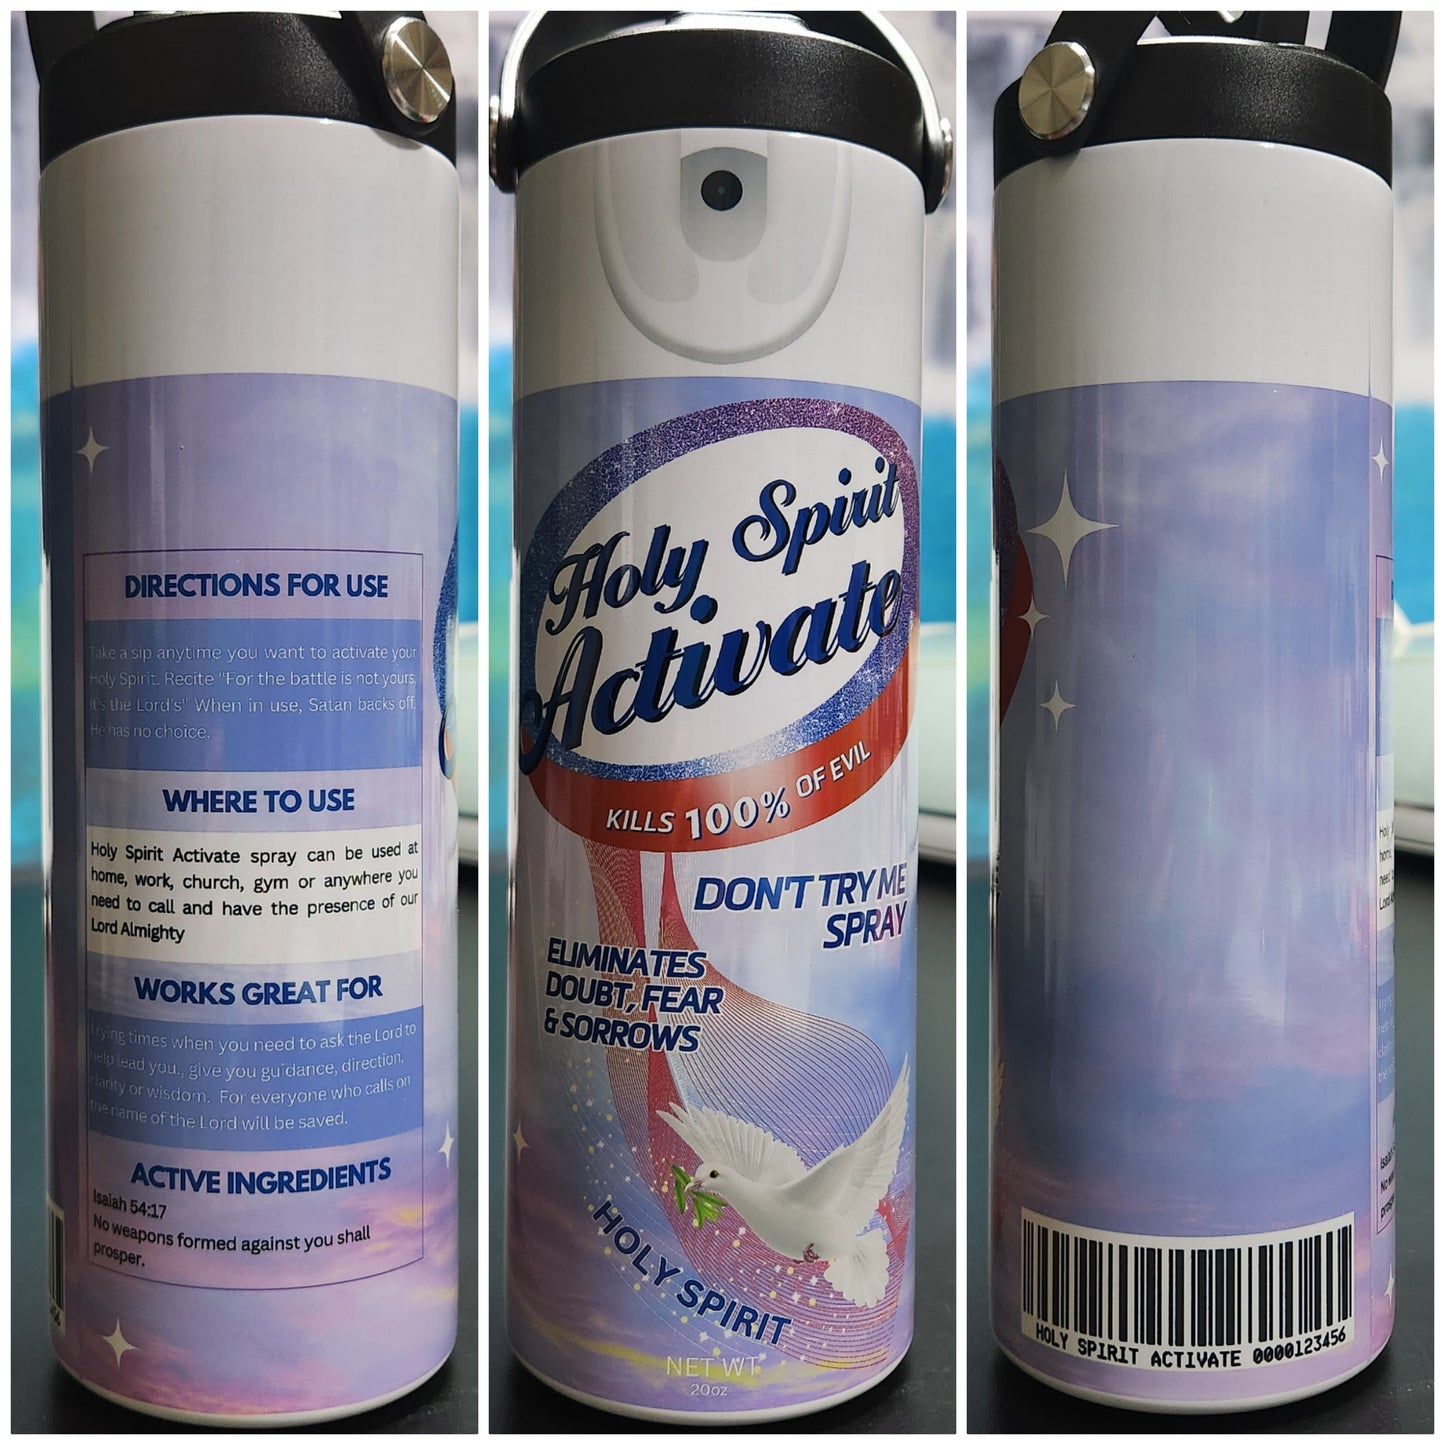 DIRECTIONS FOR USE
Take a sip anytime you want to activate your
Holy Spirit. Recite "For the battle is not yours,
it's the Lord's" When in use, Satan backs off.
He has no choice.
WHERE TO USE
Holy Spirit Activate spray can be used at
home, work, church, gym or anywhere you
need to call and have the presence of our
Lord Almighty
WORKS GREAT FOR
Trying times when you need to ask the Lord to
help lead you., give you guidance, direction,
clarity or wisdom. For everyone who calls on
the name of the Lord will be saved.
ACTIVE INGREDIENTS
Isaiah 54:17
No weapons formed against you shall
prosper.
Holy Spirit
Activate
KILLS 100% OF EVIL
DON'T TRY ME
SPRAY
ELIMINATES
DOUBT, FEAR
& SORROWS
HOLY SPIRIT
NET WT
20oz
HOLY SPIRIT ACTIVATE 0000123456